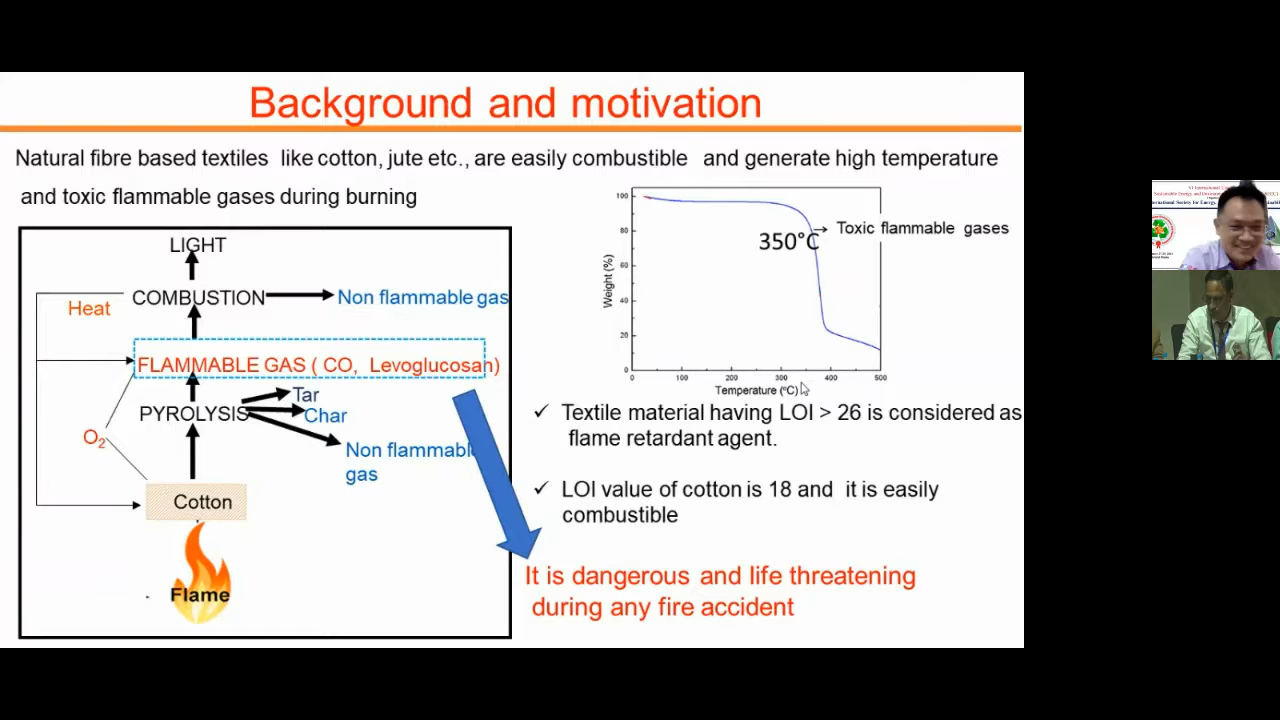 Background and motivation
Natural fibre based textiles like cotton, jute etc., are easily combustible and generate high temperature
and toxic flammable gases during burning
LIGHT
COMBUSTION
Non flammable gas
Heat
FLAMMABLE GAS ( CO, Levoglucosan)
PYROLYSIS
Tar
Char
Non flammable
gas
O2
Cotton
Flame
Weight (%)
100
80
60
40
20
0
0 100 200 300 400 500
Temperature (°C)
350°C
Toxic flammable gases
✓ Textile material having LOI > 26 is considered as
flame retardant agent.
✓ LOI value of cotton is 18 and it is easily
combustible
It is dangerous and life threatening
during any fire accident